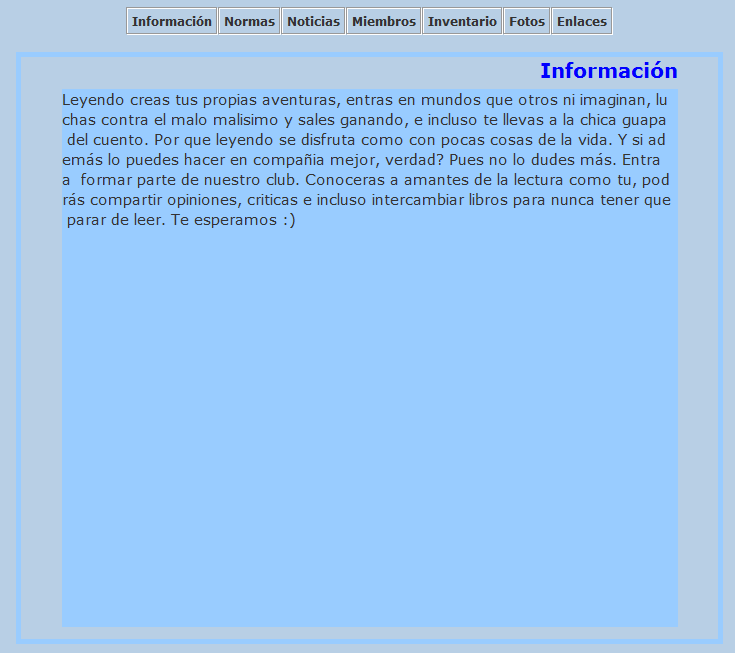 Información Normas Noticias Miembros Inventario Fotos Enlaces
Información
Leyendo creas tus propias aventuras, entras en mundos que otros ni imaginan, lu
chas contra el malo malisimo y sales ganando, e incluso te llevas a la chica guapa
del cuento. Por que leyendo se disfruta como con pocas cosas de la vida. Y si ad
emás lo puedes hacer en compañia mejor, verdad? Pues no lo dudes más. Entra
a  formar parte de nuestro club. Conoceras a amantes de la lectura como tu, pod
rás compartir opiniones, criticas e incluso intercambiar libros para nunca tener que
parar de leer. Te esperamos :)